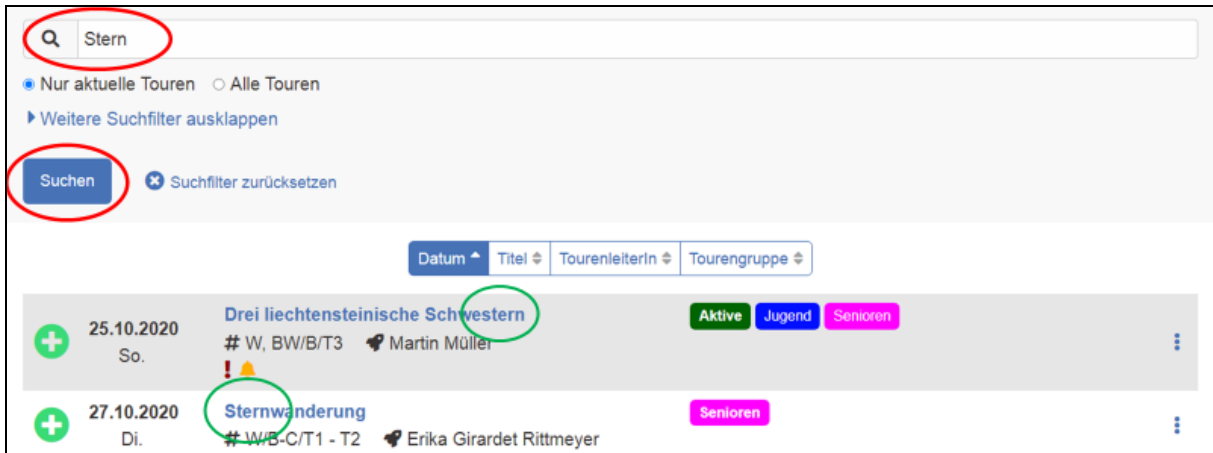 Stern
Nur aktuelle Touren Alle Touren
Weitere Suchfilter ausklappen
Suchen Suchfilter zurücksetzen
Datum Titel TourenleiterIn Tourengruppe
25.10.2020 Drei liechtensteinische Schwestern Aktive Jugend Senioren
So. # W, BW/B/T3 Martin Müller
!
27.10.2020 Sternwanderung Senioren
Di. # W/B-C/T1 - T2 Erika Girardet Rittmeyer